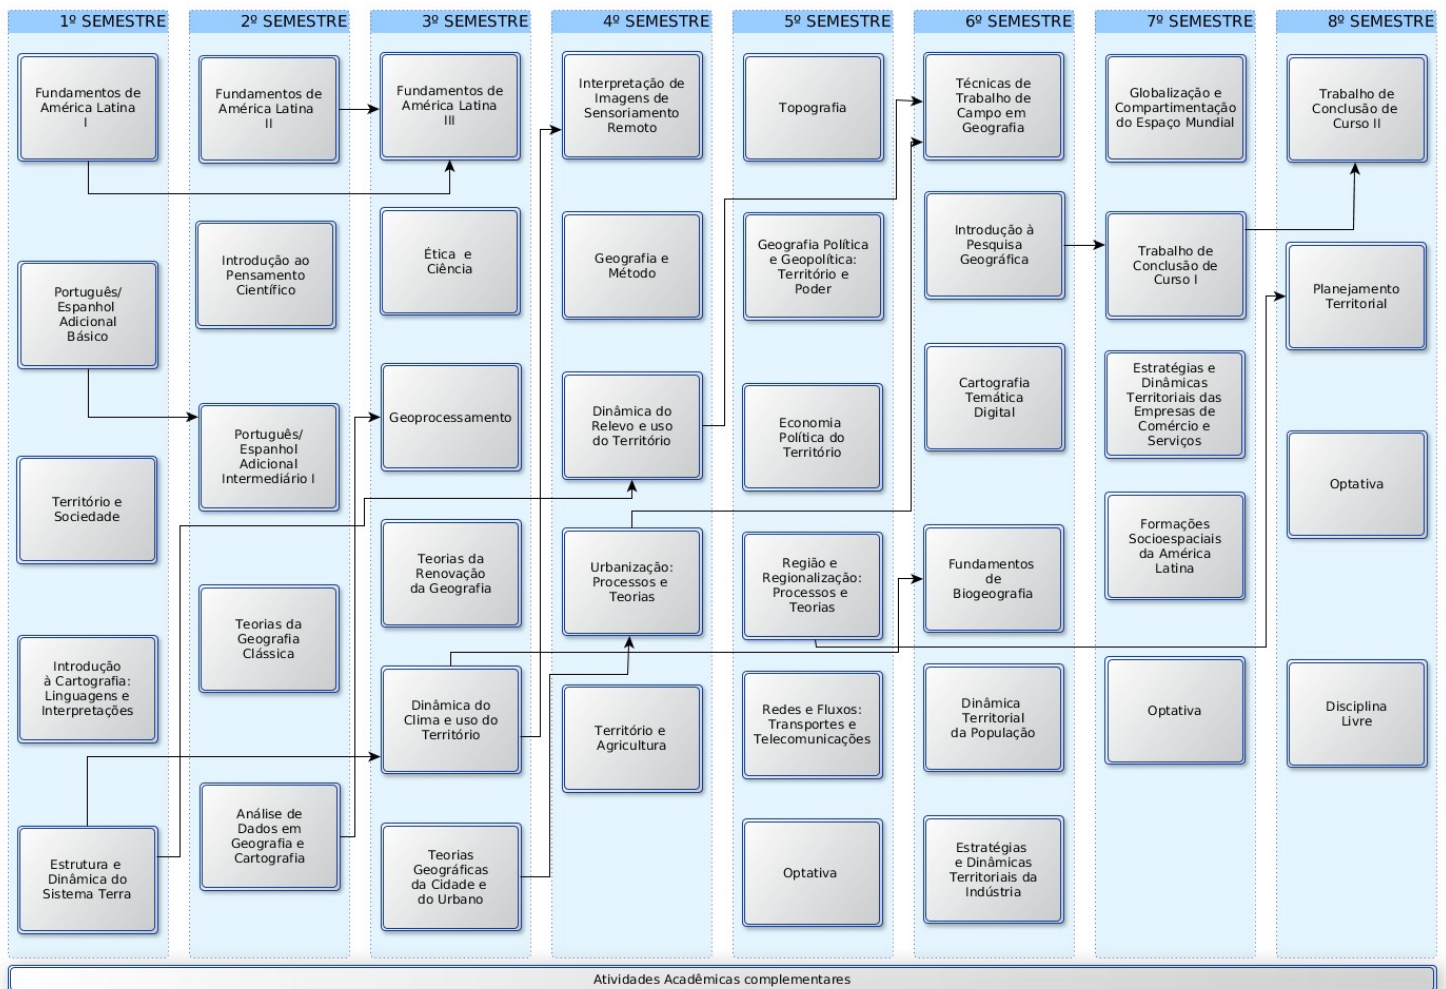 1º SEMESTRE
Fundamentos de
América Latina
I
Português/
Espanhol
Adicional
Básico
Território e
Sociedade
Introdução
à Cartografia:
Linguagens e
Interpretações
Estrutura e
Dinâmica do
Sistema Terra
2º SEMESTRE
Fundamentos de
América Latina
II
Introdução ao
Pensamento
Científico
Português/
Espanhol
Adicional
Intermediário I
Teorias da
Geografia
Clássica
Análise de
Dados em
Geografia e
Cartografia
3º SEMESTRE
Fundamentos de
América Latina
III
Ética e
Ciência
Geoprocessamento
Teorias da
Renovação
da Geografia
Dinâmica do
Clima e uso do
Território
Teorias
Geográficas
da Cidade e
do Urbano
4º SEMESTRE
Interpretação de
Imagens de
Sensoriamento
Remoto
Geografia e
Método
Dinâmica do
Relevo e uso
do Território
Urbanização:
Processos e
Teorias
Território e
Agricultura
5º SEMESTRE
Topografia
Geografia Política
e Geopolítica:
Território e
Poder
Economia
Política do
Território
Região e
Regionalização:
Processos e
Teorias
Redes e Fluxos:
Transportes e
Telecomunicações
Optativa
6º SEMESTRE
Técnicas de
Trabalho de
Campo em
Geografia
Introdução à
Pesquisa
Geográfica
Cartografia
Temática
Digital
Fundamentos
de
Biogeografia
Dinâmica
Territorial
da População
Estratégias
e Dinâmicas
Territoriais da
Indústria
7º SEMESTRE
Globalização e
Compartimentação
do Espaço Mundial
Trabalho de
Conclusão de
Curso I
Estratégias e
Dinâmicas
Territoriais das
Empresas de
Comércio e
Serviços
Formações
Socioespaciais
da América
Latina
Optativa
8º SEMESTRE
Trabalho de
Conclusão de
Curso II
Planejamento
Territorial
Optativa
Disciplina
Livre
Atividades Acadêmicas complementares